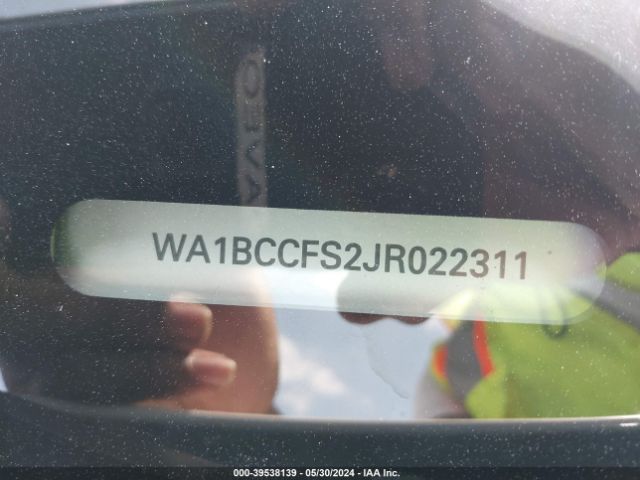 WA1BCCFS2JR022311
000-39538139 - 05/30/2024 - IAA Inc.